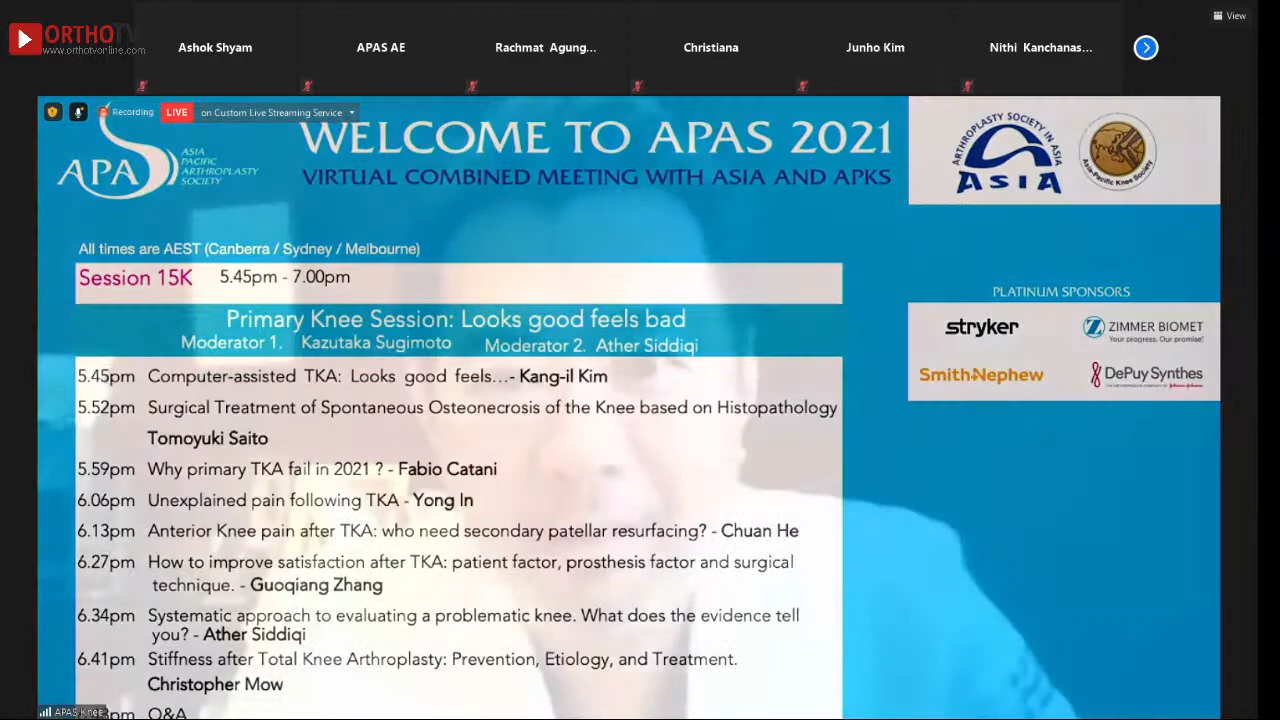 ORTHOTV
www.orthotvonline.com
Ashok Shyam
APAS AE
Rachmat Agung...
Christiana
Junho Kim
Nithi Kanchanas...
View
Recording
LIVE
on Custom Live Streaming Service
APAS
ASIA
PACIFIC
ARTHROPLASTY
SOCIETY
WELCOME TO APAS 2021
VIRTUAL COMBINED MEETING WITH ASIA AND APKS
ARTHROPLASTY SOCIETY IN ASIA
ASIA
Asia-Pacific Knee Society
All times are AEST (Canberra / Sydney / Melbourne)
Session 15K 5.45pm - 7.00pm
Primary Knee Session: Looks good feels bad
Moderator 1. Kazutaka Sugimoto Moderator 2. Ather Siddiqi
5.45pm Computer-assisted TKA: Looks good feels...- Kang-il Kim
5.52pm Surgical Treatment of Spontaneous Osteonecrosis of the Knee based on Histopathology
Tomoyuki Saito
5.59pm Why primary TKA fail in 2021 ? - Fabio Catani
6.06pm Unexplained pain following TKA - Yong In
6.13pm Anterior Knee pain after TKA: who need secondary patellar resurfacing? - Chuan He
6.27pm How to improve satisfaction after TKA: patient factor, prosthesis factor and surgical
technique. - Guoqiang Zhang
6.34pm Systematic approach to evaluating a problematic knee. What does the evidence tell
you? - Ather Siddiqi
6.41pm Stiffness after Total Knee Arthroplasty: Prevention, Etiology, and Treatment.
Christopher Mow
Q&A
APAS Knee
PLATINUM SPONSORS
stryker
ZIMMER BIOMET
Your progress. Our promise.
Smith+Nephew
DePuy Synthes